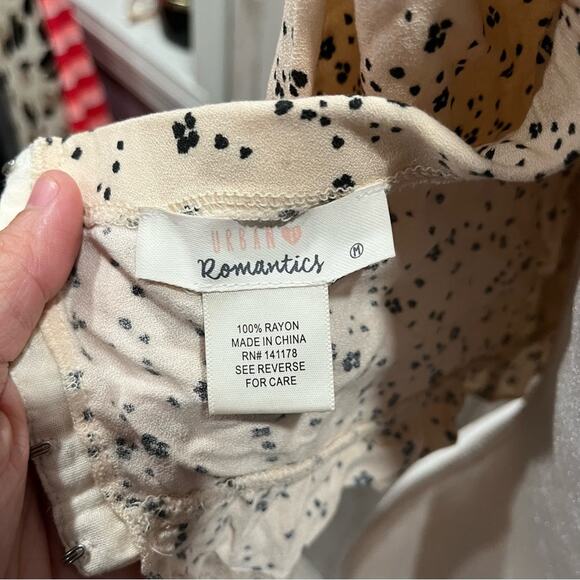 URBAN
Romantics
M
100% RAYON
MADE IN CHINA
RN# 141178
SEE REVERSE
FOR CARE